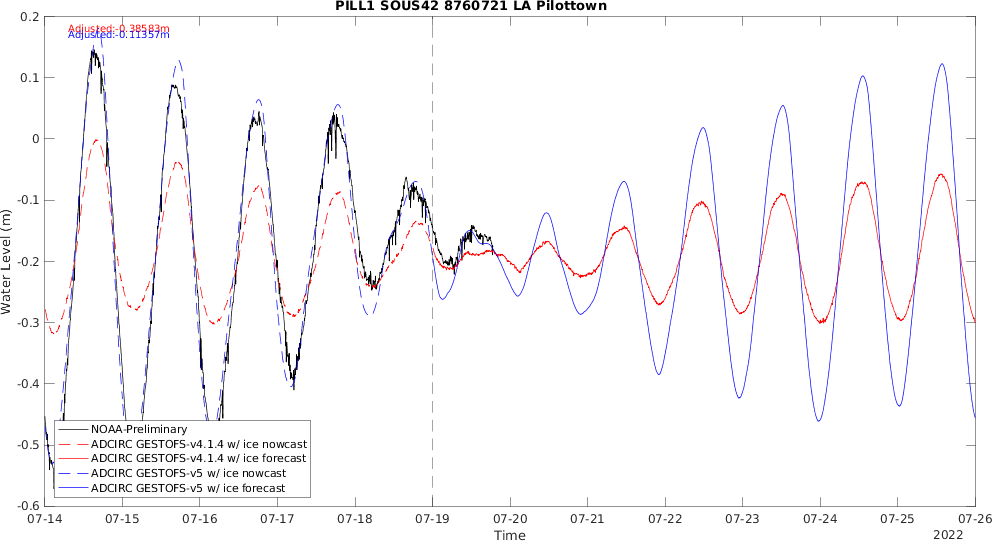 PILL1 SOUS42 8760721 LA Pilottown
Adjusted:-0.38583m
Adjusted:-0.11357m
0.2
0.1
0
-0.1
-0.2
-0.3
-0.4
-0.5
-0.6
Water Level (m)
NOAA-Preliminary
ADCIRC GESTOFS-v4.1.4 w/ ice nowcast
ADCIRC GESTOFS-v4.1.4 w/ ice forecast
ADCIRC GESTOFS-v5 w/ ice nowcast
ADCIRC GESTOFS-v5 w/ ice forecast
07-14 07-15 07-16 07-17 07-18 07-19 07-20 07-21 07-22 07-23 07-24 07-25 07-26
Time
2022